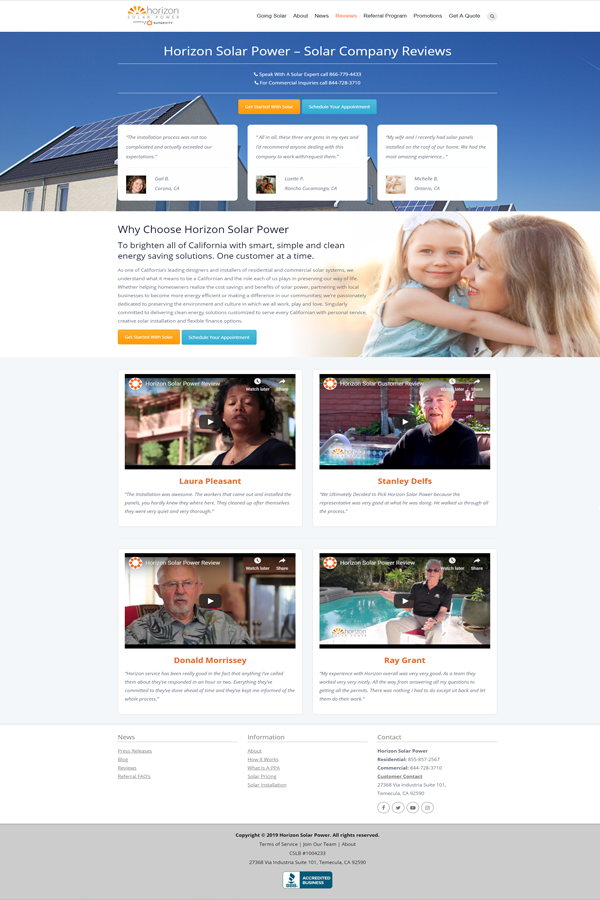 horizon
SOLAR POWER
SUNERGY
Going Solar About News Reviews Referral Program Promotions Get A Quote
Horizon Solar Power – Solar Company Reviews
Speak With A Solar Expert call 866-779-4433
For Commercial Inquiries call 844-728-3710
Get Started With Solar Schedule Your Appointment
"The installation process was not too
complicated and actually exceeded our
expectations."
Gail B.
Corona, CA
"All in all, these three are gems in my eyes and
I'd recommend anyone dealing with this
company to work with/request them."
Lizette P.
Rancho Cucamonga, CA
"My wife and I recently had solar panels
installed on the roof of our home. We had the
most amazing experience..."
Michelle B.
Ontario, CA
Why Choose Horizon Solar Power
To brighten all of California with smart, simple and clean
energy saving solutions. One customer at a time.
As one of California's leading designers and installers of residential and commercial solar systems, we
understand what it means to be a Californian and the role each of us plays in preserving our way of life.
Whether helping homeowners realize the cost savings and benefits of solar power, partnering with local
businesses to become more energy efficient or making a difference in our communities; we're passionately
dedicated to preserving the environment and culture in which we all work, play and love. Singularly
committed to delivering clean energy solutions customized to serve every Californian with personal service,
creative solar installation and flexible finance options.
Get Started With Solar Schedule Your Appointment
Horizon Solar Power Review
Watch later Share
Laura Pleasant
"The installation was awesome. The workers that came out and installed the
panels, you hardly knew they where here. They cleaned up after themselves
they were very quiet and very thorough."
Horizon Solar Customer Review
Watch later Share
Stanley Delfs
"We Ultimately Decided to Pick Horizon Solar Power because the
representative was very good at what he was doing. He walked us through all
the process."
Horizon Solar Power Review
Watch later Share
Donald Morrissey
"Horizon service has been really good in the fact that anything I've called
them about they've responded in an hour or two. Everything they've
committed to they've done ahead of time and they've kept me informed of the
whole process."
Horizon Solar Power Review
Watch later Share
horizon
SOLAR POWER
Ray Grant
"My experience with Horizon overall was very very good. As a team they
worked very very nicely. All the way from answering all my questions to
getting all the permits. There was nothing I had to do except sit back and let
them do their work."
News
Press Releases
Blog
Reviews
Referral FAQ's
Information
About
How It Works
What Is A PPA
Solar Pricing
Solar Installation
Contact
Horizon Solar Power
Residential: 855-857-2567
Commercial: 844-728-3710
Customer Contact
27368 Via Industria Suite 101,
Temecula, CA 92590
Copyright © 2019 Horizon Solar Power. All rights reserved.
Terms of Service | Join Our Team | About
CSLB #1004233
27368 Via Industria Suite 101, Temecula, CA 92590
BBB ACCREDITED
BUSINESS